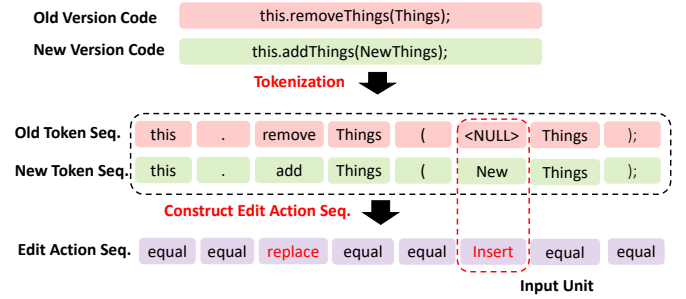 Old Version Code this.removeThings(Things);
New Version Code this.addThings(NewThings);
Tokenization
Old Token Seq. this . remove Things ( <NULL> Things );
New Token Seq. this . add Things ( New Things );
Construct Edit Action Seq.
Edit Action Seq. equal equal replace equal equal Insert equal equal
Input Unit